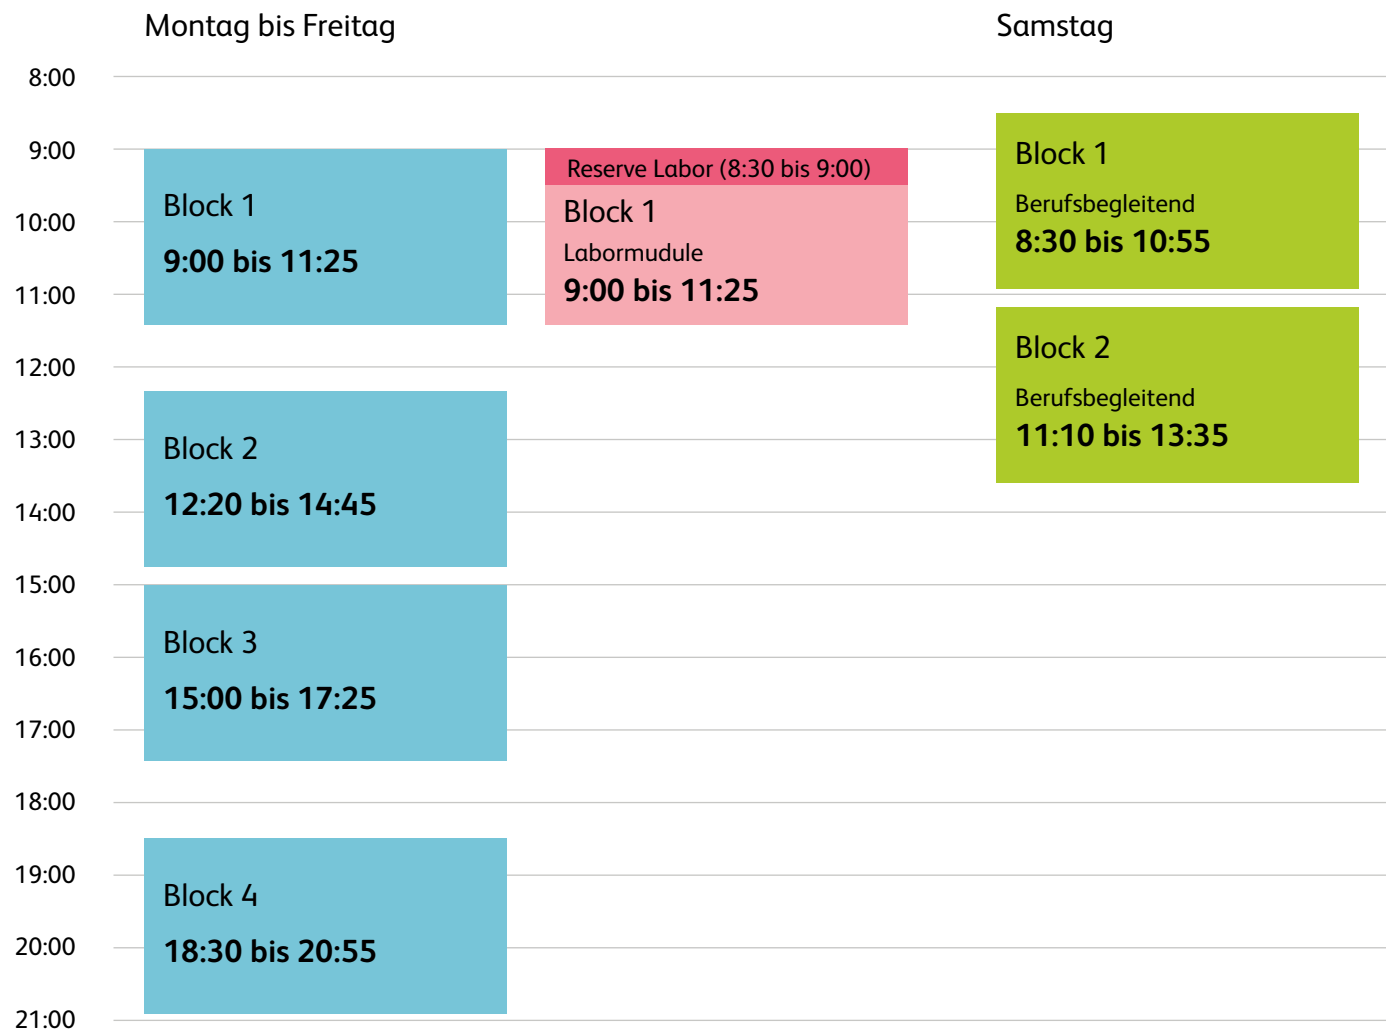 Montag bis Freitag
Samstag
8:00
9:00
10:00
11:00
12:00
13:00
14:00
15:00
16:00
17:00
18:00
19:00
20:00
21:00
Block 1
9:00 bis 11:25
Block 2
12:20 bis 14:45
Block 3
15:00 bis 17:25
Block 4
18:30 bis 20:55
Reserve Labor (8:30 bis 9:00)
Block 1
Labormudule
9:00 bis 11:25
Block 1
Berufsbegleitend
8:30 bis 10:55
Block 2
Berufsbegleitend
11:10 bis 13:35